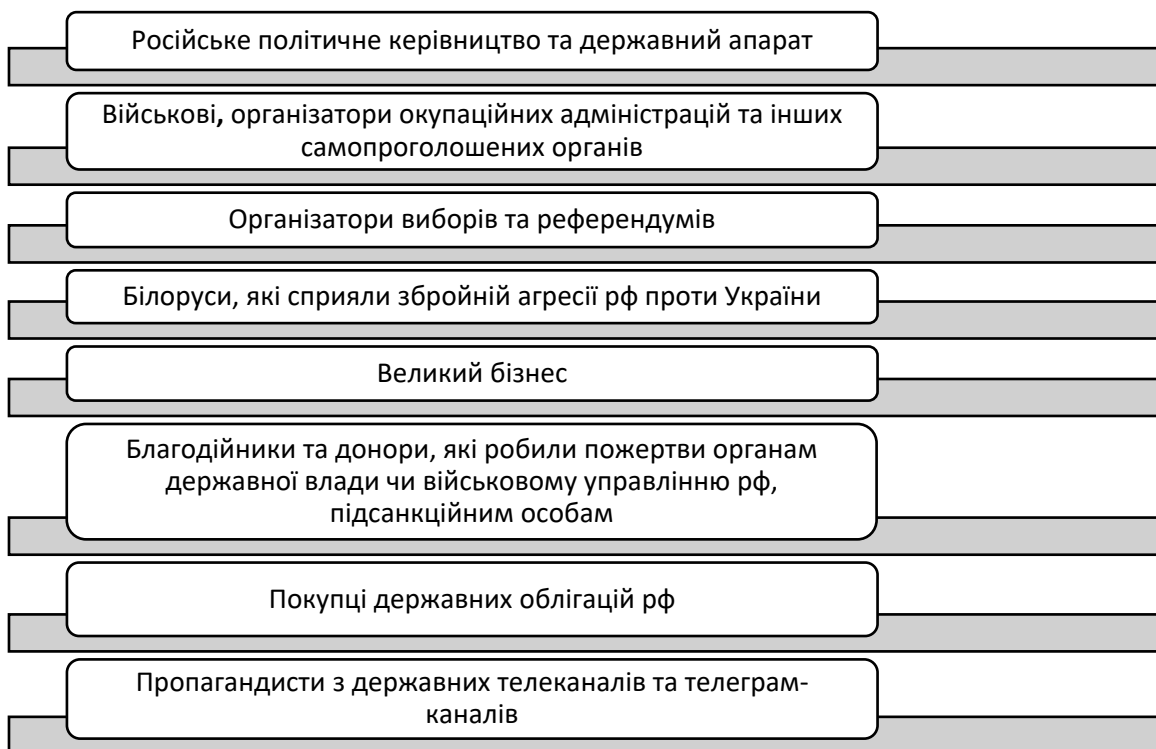 Російське політичне керівництво та державний апарат
Військові, організатори окупаційних адміністрацій та інших
самопроголошених органів
Організатори виборів та референдумів
Білоруси, які сприяли збройній агресії рф проти України
Великий бізнес
Благодійники та донори, які робили пожертви органам
державної влади чи військовому управлінню рф,
підсанкційним особам
Покупці державних облігацій рф
Пропагандисти з державних телеканалів та телеграм-
каналів